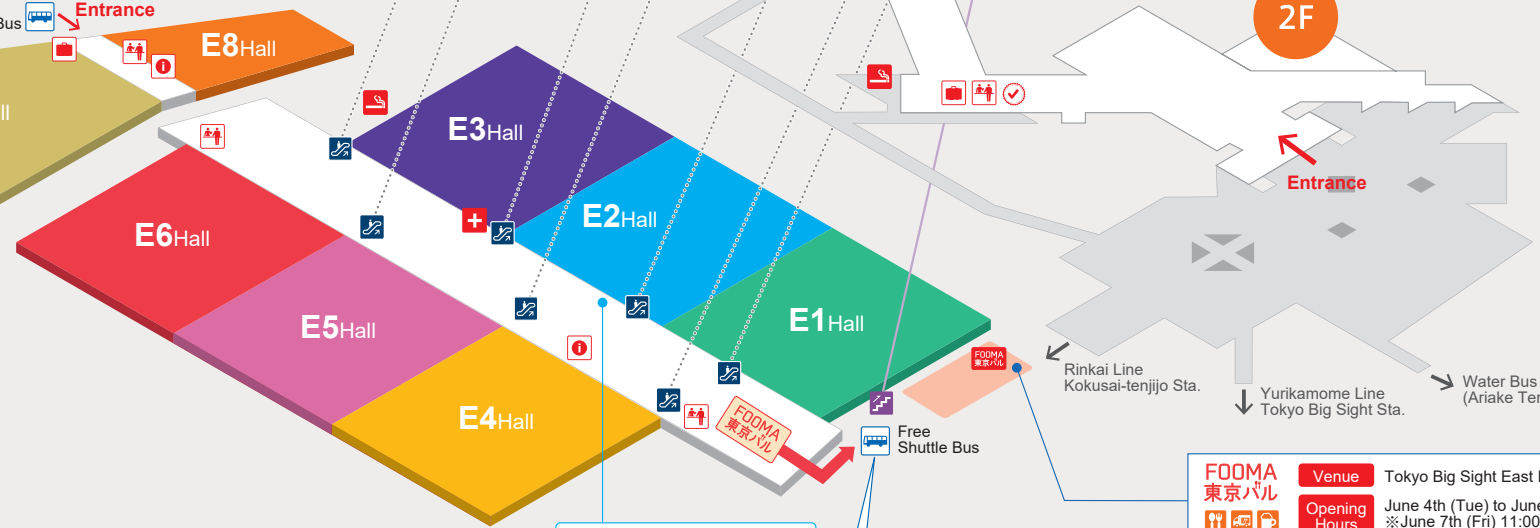 Bus
Entrance
E8Hall
2F
E3Hall
E2Hall
E6Hall
E5Hall
E1Hall
E4Hall
Entrance
FOOMA
東京バル
FOOMA
東京バル
Free
Shuttle Bus
Rinkai Line
Kokusai-tenjijo Sta.
Yurikamome Line
Tokyo Big Sight Sta.
Water Bus
(Ariake Ter
FOOMA
東京バル
Venue
Tokyo Big Sight East
Opening
Hours
June 4th (Tue) to June
※June 7th (Fri) 11:00